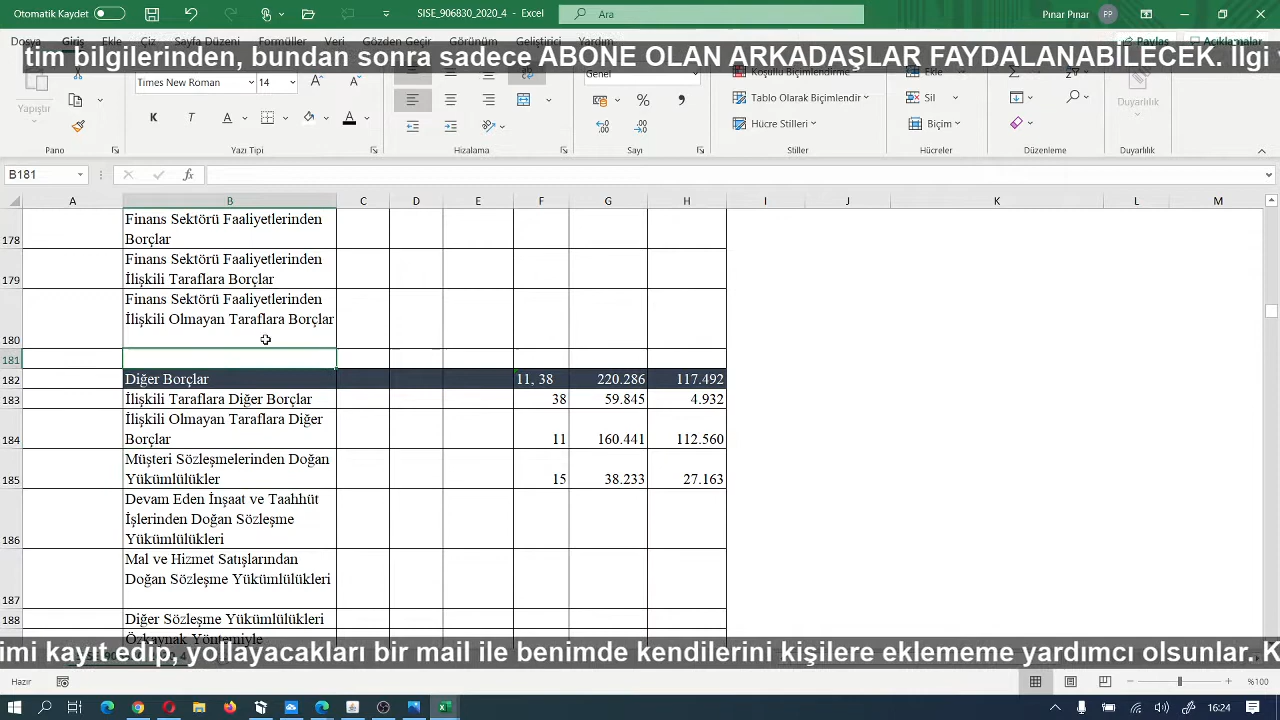 Otomatik Kaydet
SISE_906830_2020_4 - Excel
Ara
Pınar Pınar
PP
Dosya Giriş Ekle Çiz Sayfa Düzeni Formüller Veri Gözden Geçir Görünüm Geliştirici Yardım
Paylaş
Açıklamalar
tim bilgilerinden, bundan sonra sadece ABONE OLAN ARKADAŞLAR FAYDALANABİLECEK. İlgi
Yapıştır
Times New Roman
14
K T A
A
Genel
%
Koşullu Biçimlendirme
Tablo Olarak Biçimlendir
Hücre Stilleri
Ekle
Sil
Biçim
Duyarlılık
Pano
Yazı Tipi
Hizalama
Sayı
Stiller
Hücreler
Düzenleme
Duyarlılık
B181
fx
A B C D E F G H I J K L M
178 Finans Sektörü Faaliyetlerinden
Borçlar
179 Finans Sektörü Faaliyetlerinden
İlişkili Taraflara Borçlar
180 Finans Sektörü Faaliyetlerinden
İlişkili Olmayan Taraflara Borçlar
181
182 Diğer Borçlar 11, 38 220.286 117.492
183 İlişkili Taraflara Diğer Borçlar 38 59.845 4.932
184 İlişkili Olmayan Taraflara Diğer
Borçlar 11 160.441 112.560
185 Müşteri Sözleşmelerinden Doğan
Yükümlülükler 15 38.233 27.163
186 Devam Eden İnşaat ve Taahhüt
İşlerinden Doğan Sözleşme
Yükümlülükleri
187 Mal ve Hizmet Satışlarından
Doğan Sözleşme Yükümlülükleri
188 Diğer Sözleşme Yükümlülükleri
Özkaynak Yöntemiyle
imi kayıt edip, yollayacakları bir mail ile benimde kendilerini kişilere eklememe yardımcı olsunlar. K
Hazır
%100
16:24